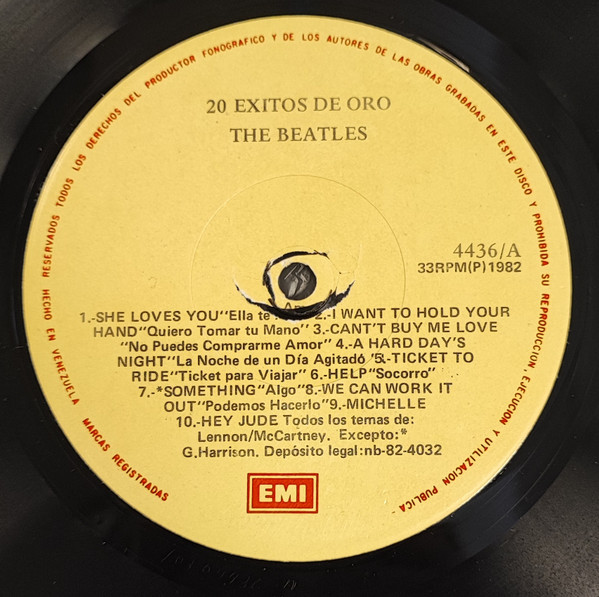 RESERVADOS TODOS LOS DERECHOS DEL PRODUCTOR FONOGRAFICO Y DE LOS AUTORES DE LAS OBRAS GRABADAS EN ESTE DISCO Y PROHIBIDA SU REPRODUCCION, EJECUCION Y UTILIZACION PUBLICA -
20 EXITOS DE ORO
THE BEATLES
4436/A
33RPM(P)1982
1.-SHE LOVES YOU"Ella te 2.-I WANT TO HOLD YOUR
HAND"Quiero Tomar tu Mano" 3.-CANT'T BUY ME LOVE
"No Puedes Comprarme Amor" 4.-A HARD DAY'S
NIGHT"La Noche de un Día Agitado"5.-TICKET TO
RIDE"Ticket para Viajar" 6.-HELP"Socorro"
7.-*SOMETHING"Algo"8.-WE CAN WORK IT
OUT"Podemos Hacerlo"9.-MICHELLE
10.-HEY JUDE Todos los temas de:
Lennon/McCartney. Excepto:*
G.Harrison. Depósito legal:nb-82-4032
EMI
HECHO EN VENEZUELA MARCAS REGISTRADAS